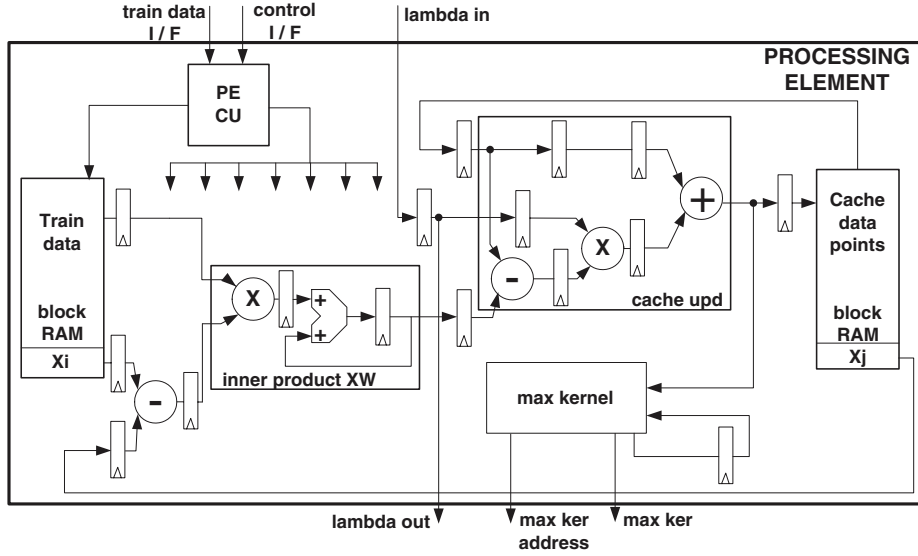 train data
I / F
control
I / F
lambda in
PROCESSING
ELEMENT
PE
CU
Train
data
block
RAM
Xi
X
+
+
inner product XW
-
-
X
+
cache upd
Cache
data
points
block
RAM
Xj
max kernel
lambda out
max ker
address
max ker